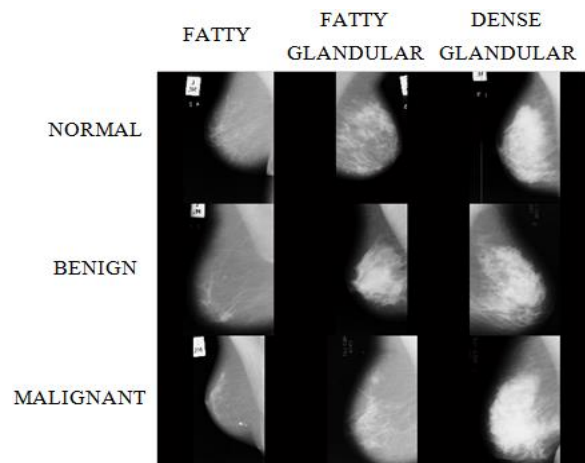 FATTY
FATTY
GLANDULAR
DENSE
GLANDULAR
NORMAL
BENIGN
MALIGNANT